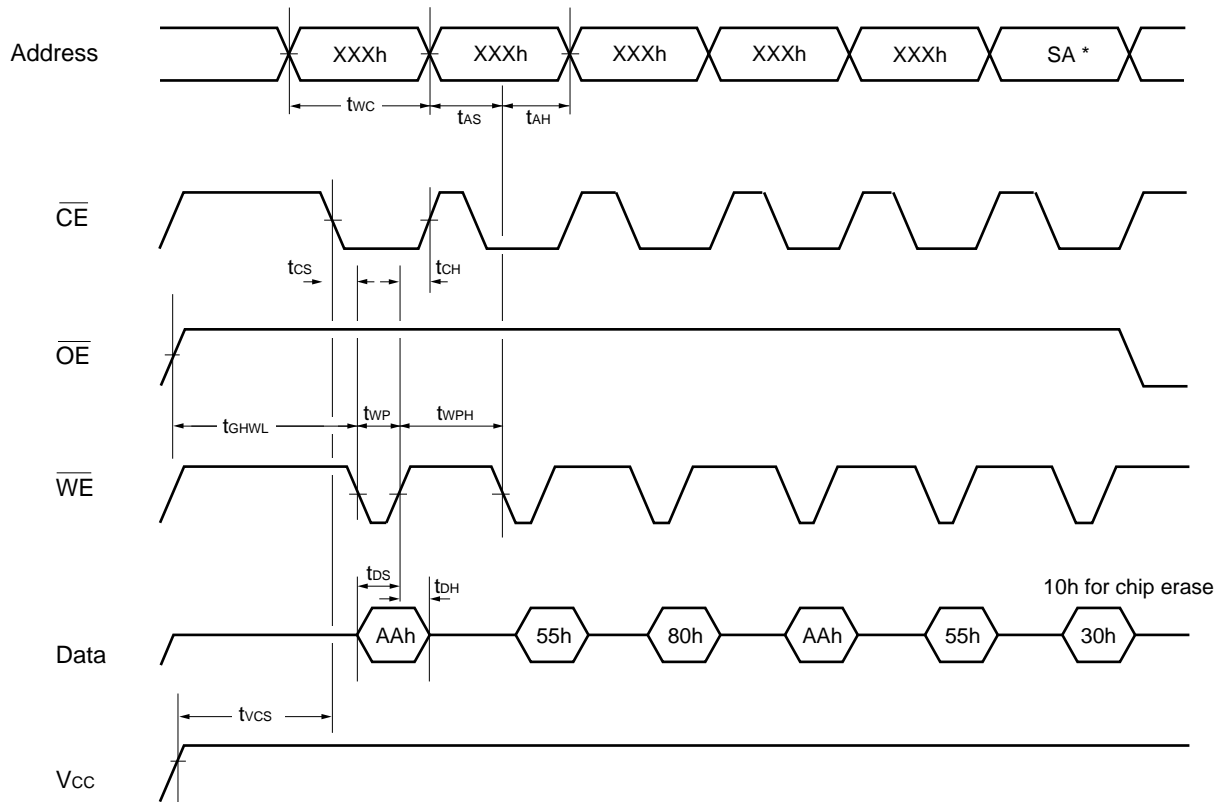 Address XXXh XXXh XXXh XXXh XXXh SA *
tWC tAS tAH
CE
tCS tCH
OE
tGHWL tWP tWPH
WE
tDS tDH 10h for chip erase
Data AAh 55h 80h AAh 55h 30h
tVCS
VCC